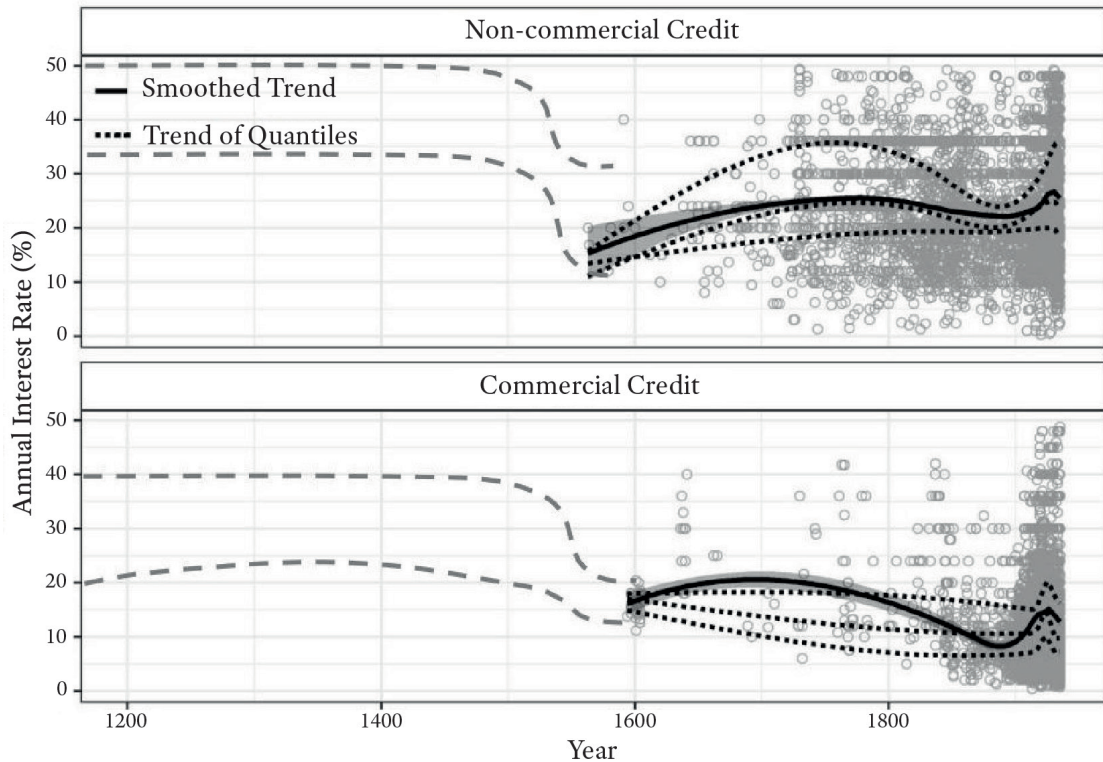 Non-commercial Credit
50
Smoothed Trend
40
Trend of Quantiles
30
20
10
0
Annual Interest Rate (%)
Commercial Credit
50
40
30
20
10
0
1200
1400
1600
1800
Year